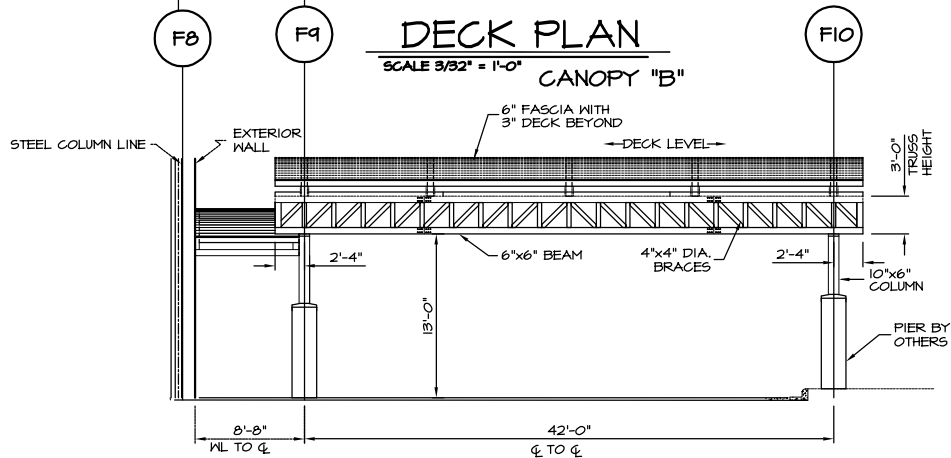 F8
F9
F10
DECK PLAN
SCALE 3/32" = 1'-0"
CANOPY "B"
6" FASCIA WITH
3" DECK BEYOND
STEEL COLUMN LINE
EXTERIOR
WALL
DECK LEVEL
3'-0"
TRUSS
HEIGHT
2'-4"
6"x6" BEAM
4"x4" DIA.
BRACES
2'-4"
10"x6"
COLUMN
13'-0"
PIER BY
OTHERS
8'-8"
WL TO ℄
42'-0"
℄ TO ℄